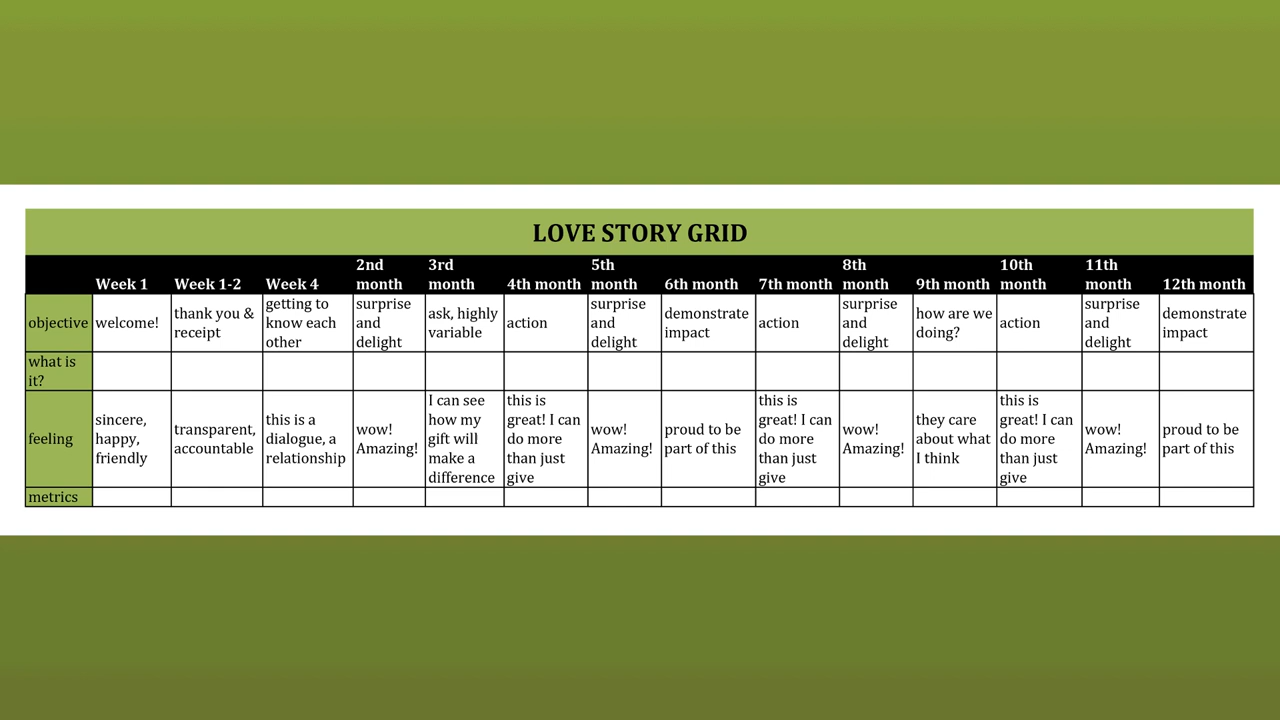 LOVE STORY GRID
Week 1
Week 1-2
Week 4
2nd
month
3rd
month
4th month
5th
month
6th month
7th month
8th
month
9th month
10th
month
11th
month
12th month
objective
welcome!
thank you &
receipt
getting to
know each
other
surprise
and
delight
ask, highly
variable
action
surprise
and
delight
demonstrate
impact
action
surprise
and
delight
how are we
doing?
action
surprise
and
delight
demonstrate
impact
what is
it?
feeling
sincere,
happy,
friendly
transparent,
accountable
this is a
dialogue, a
relationship
wow!
Amazing!
I can see
how my
gift will
make a
difference
this is
great! I can
do more
than just
give
wow!
Amazing!
proud to be
part of this
this is
great! I can
do more
than just
give
wow!
Amazing!
they care
about what
I think
this is
great! I can
do more
than just
give
wow!
Amazing!
proud to be
part of this
metrics